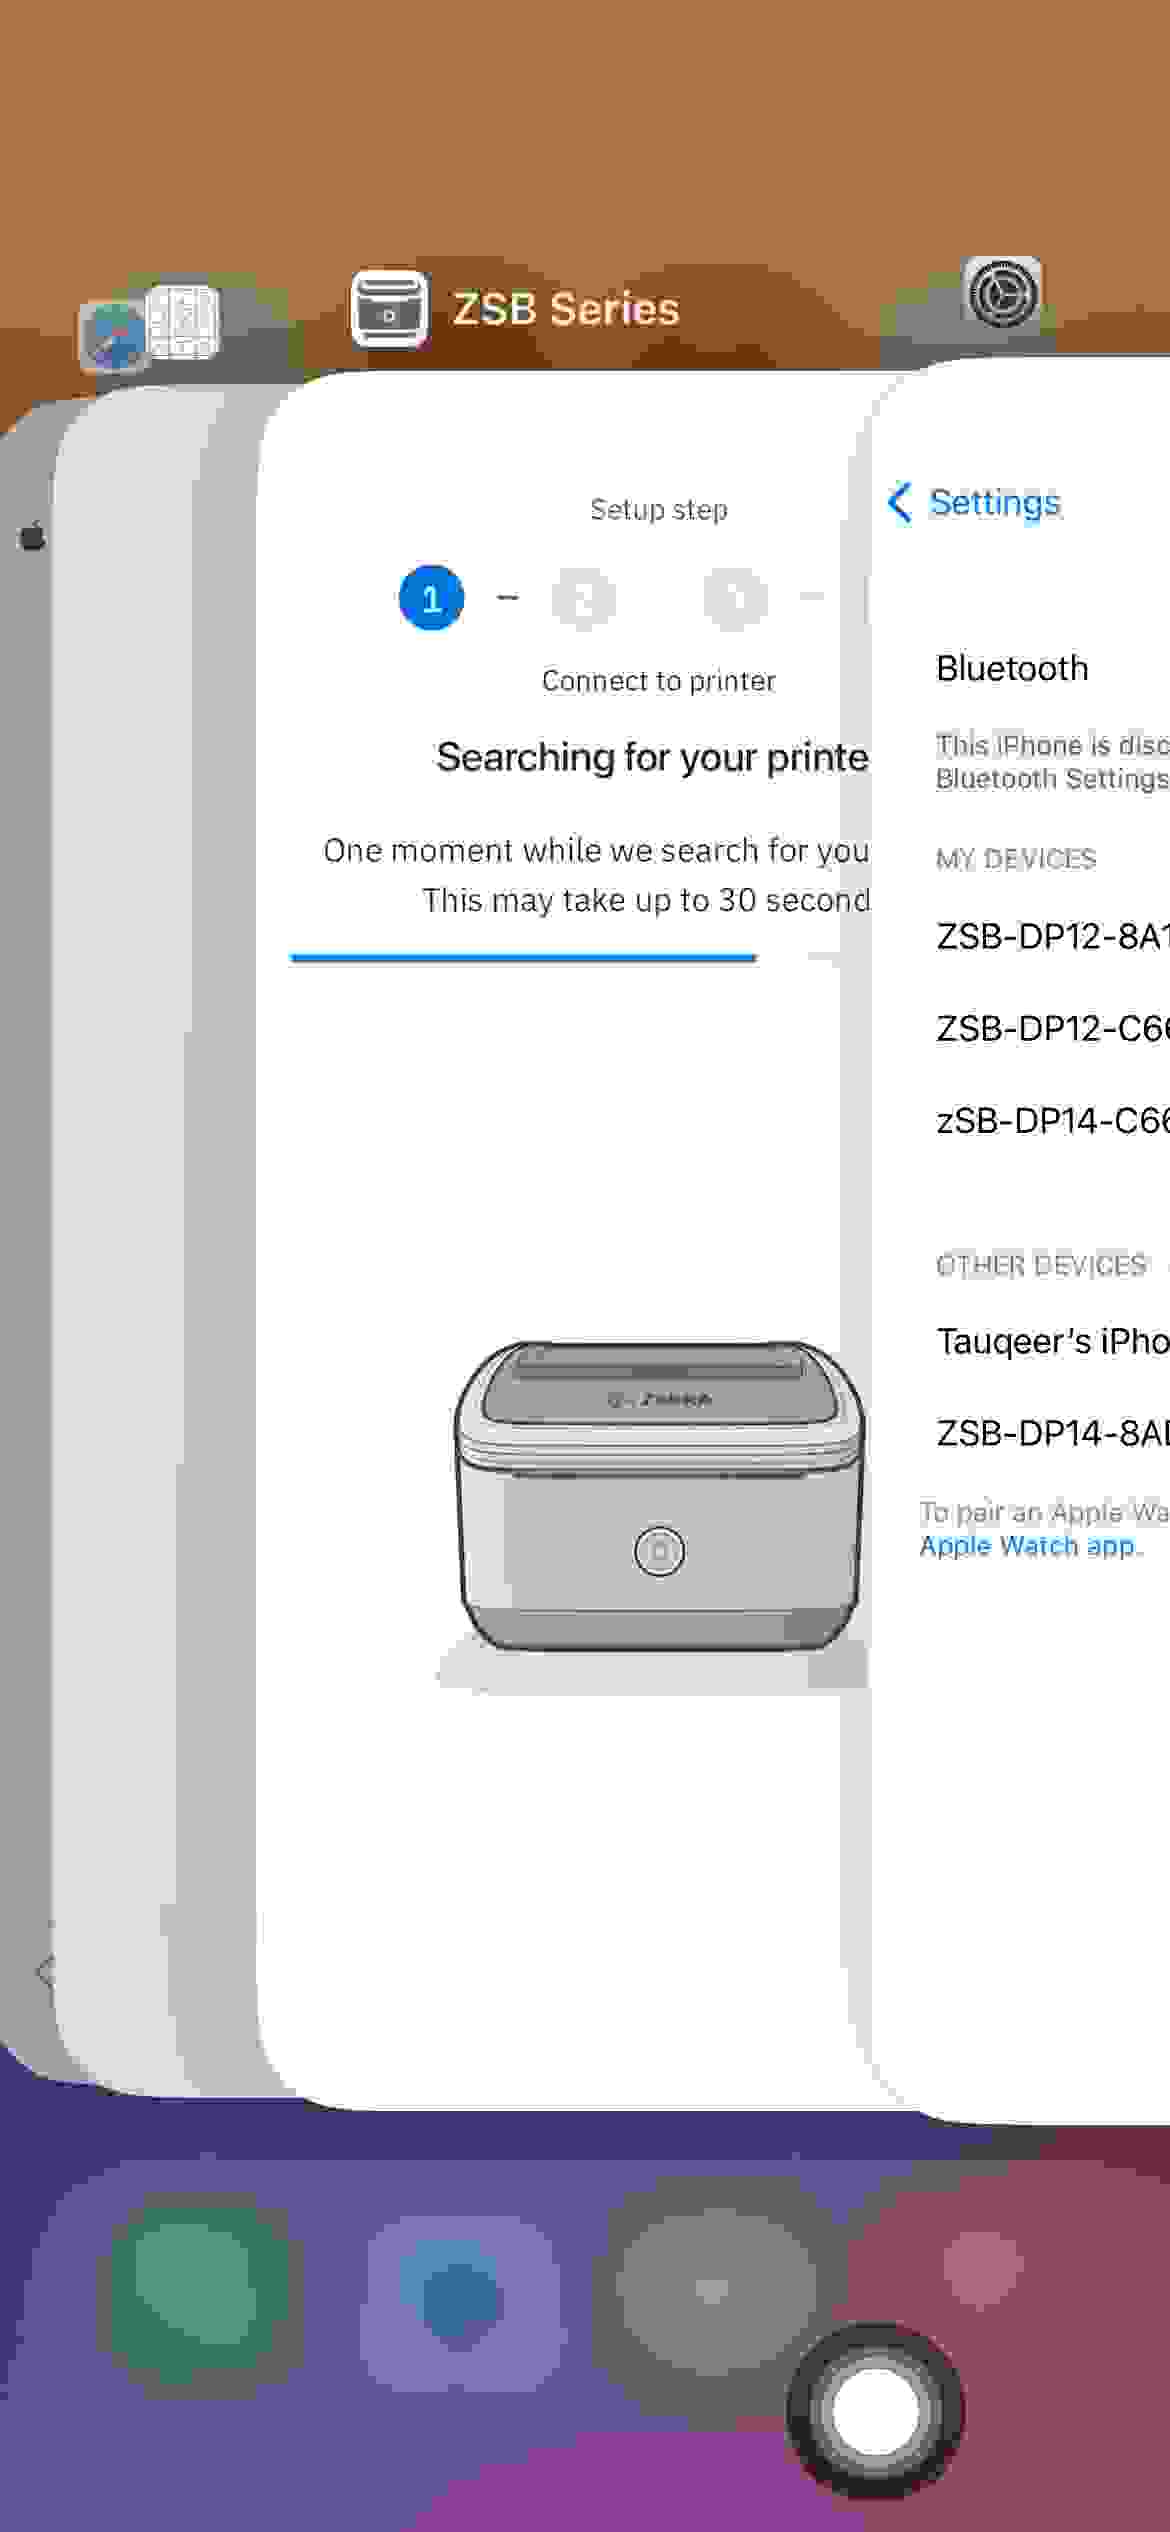 ZSB Series
Setup step
1
Connect to printer
Searching for your printe
One moment while we search for you
This may take up to 30 second
Settings
Bluetooth
This iPhone is disc
Bluetooth Settings
MY DEVICES
ZSB-DP12-8A1
ZSB-DP12-C66
zSB-DP14-C66
OTHER DEVICES
Tauqeer's iPho
ZSB-DP14-8AD
To pair an Apple Wa
Apple Watch app.